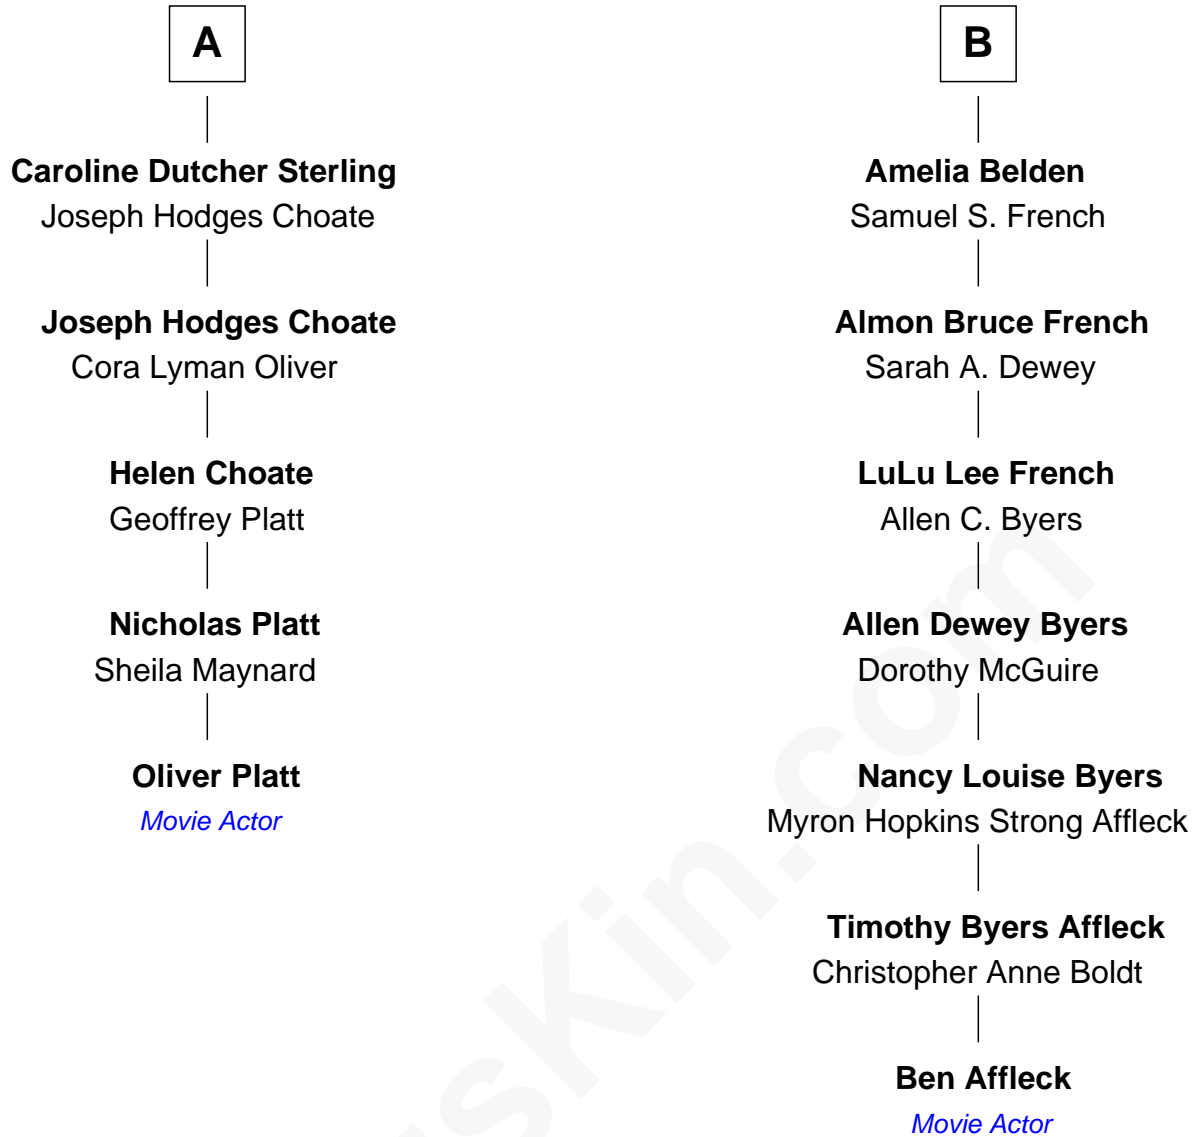 A
Caroline Dutcher Sterling
Joseph Hodges Choate
Joseph Hodges Choate
Cora Lyman Oliver
Helen Choate
Geoffrey Platt
Nicholas Platt
Sheila Maynard
Oliver Platt
Movie Actor
B
Amelia Belden
Samuel S. French
Almon Bruce French
Sarah A. Dewey
LuLu Lee French
Allen C. Byers
Allen Dewey Byers
Dorothy McGuire
Nancy Louise Byers
Myron Hopkins Strong Affleck
Timothy Byers Affleck
Christopher Anne Boldt
Ben Affleck
Movie Actor
usKin.com